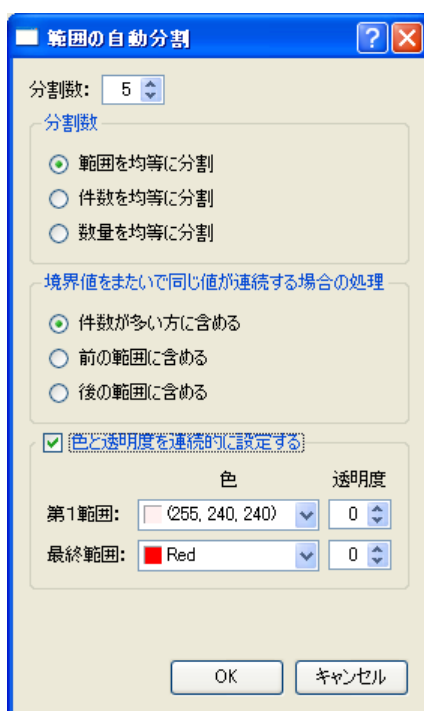 範囲の自動分割
分割数: 5
分割数
範囲を均等に分割
件数を均等に分割
数量を均等に分割
境界値をまたいで同じ値が連続する場合の処理
件数が多い方に含める
前の範囲に含める
後の範囲に含める
色と透明度を連続的に設定する
色 透明度
第1範囲: (255, 240, 240) 0
最終範囲: Red 0
OK キャンセル